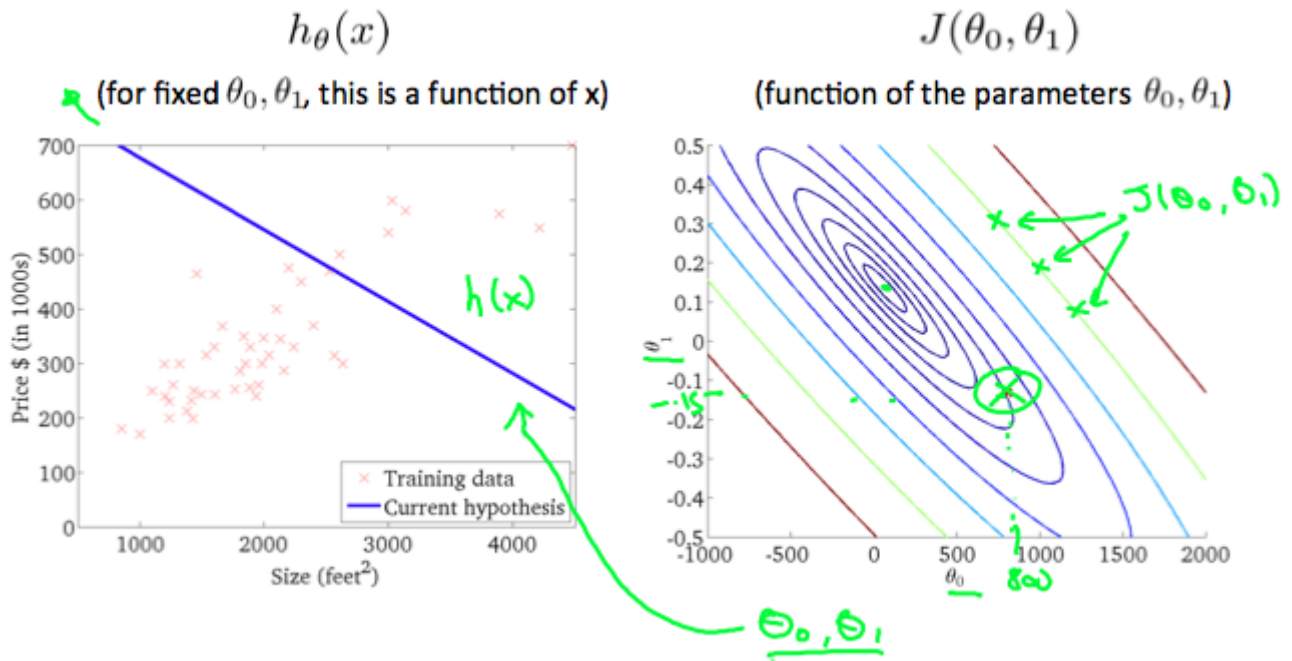 hθ(x)
(for fixed θ0, θ1, this is a function of x)
700
600
500
400
300
200
100
0
Price $ (in 1000s)
h(x)
Training data
Current hypothesis
1000 2000 3000 4000
Size (feet²)
J(θ0, θ1)
(function of the parameters θ0, θ1)
0.5
0.4
0.3
0.2
0.1
0
-0.1
-0.2
-0.3
-0.4
-0.5
θ1
-.15
J(θ0, θ1)
-1000 -500 0 500 1000 1500 2000
θ0
800
θ0, θ1